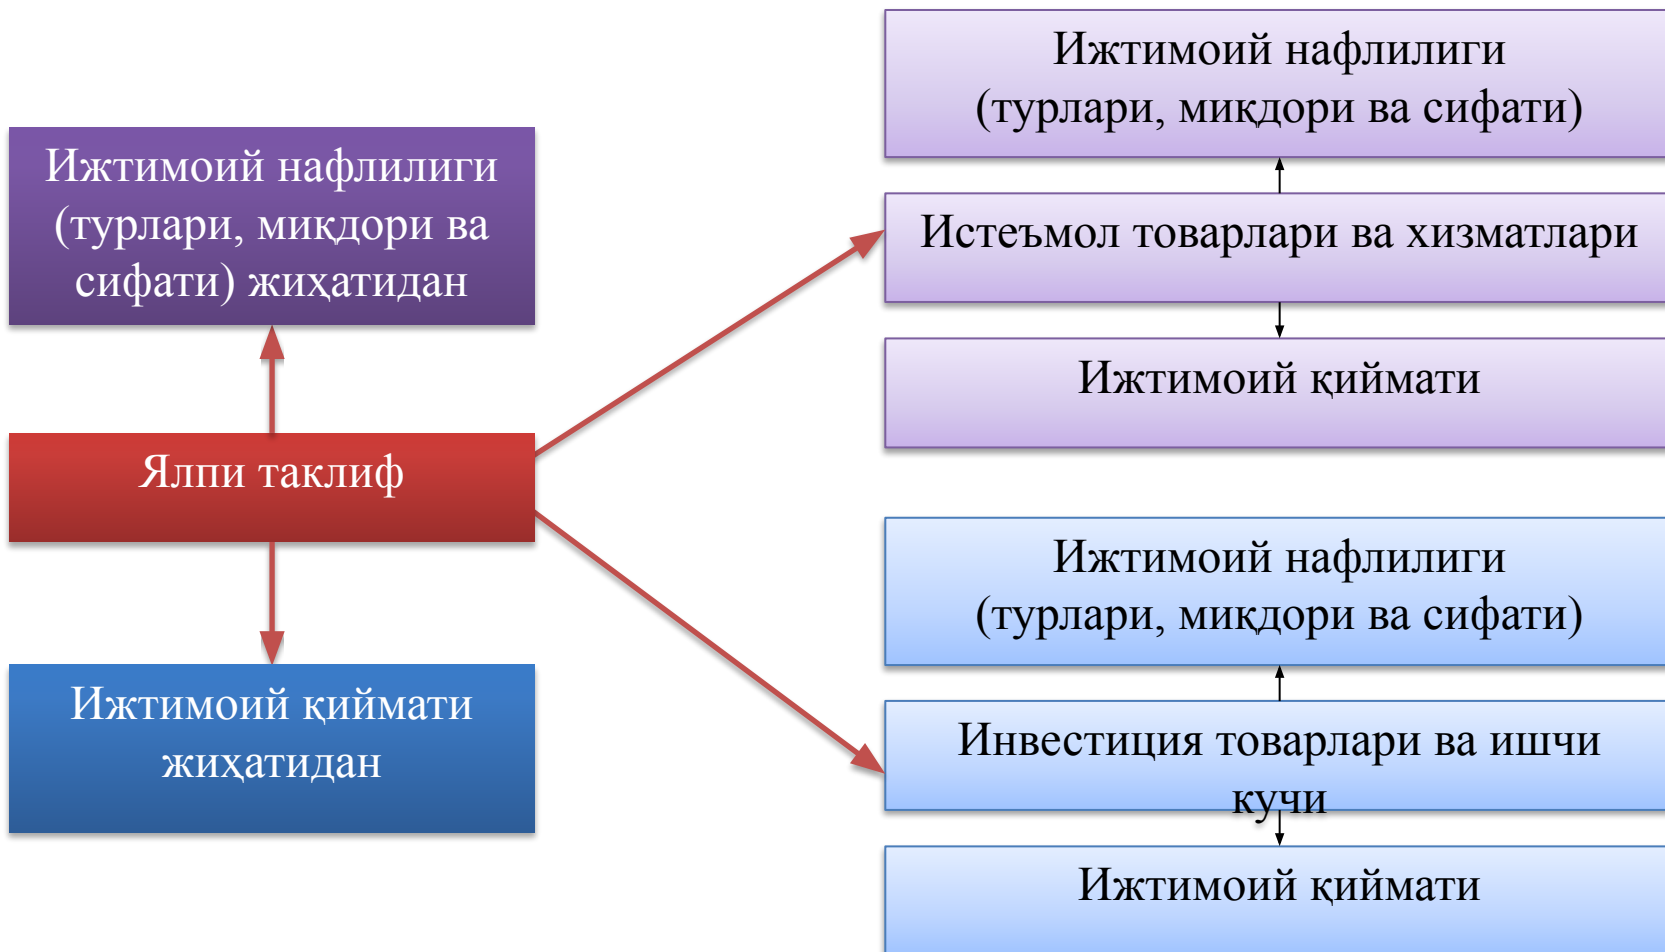 Ижтимоий нафлилиги
(турлари, миқдори ва
сифати) жиҳатидан
Ялпи таклиф
Ижтимоий қиймати
жиҳатидан
Ижтимоий нафлилиги
(турлари, миқдори ва сифати)
Истеъмол товарлари ва хизматлари
Ижтимоий қиймати
Ижтимоий нафлилиги
(турлари, миқдори ва сифати)
Инвестиция товарлари ва ишчи
кучи
Ижтимоий қиймати